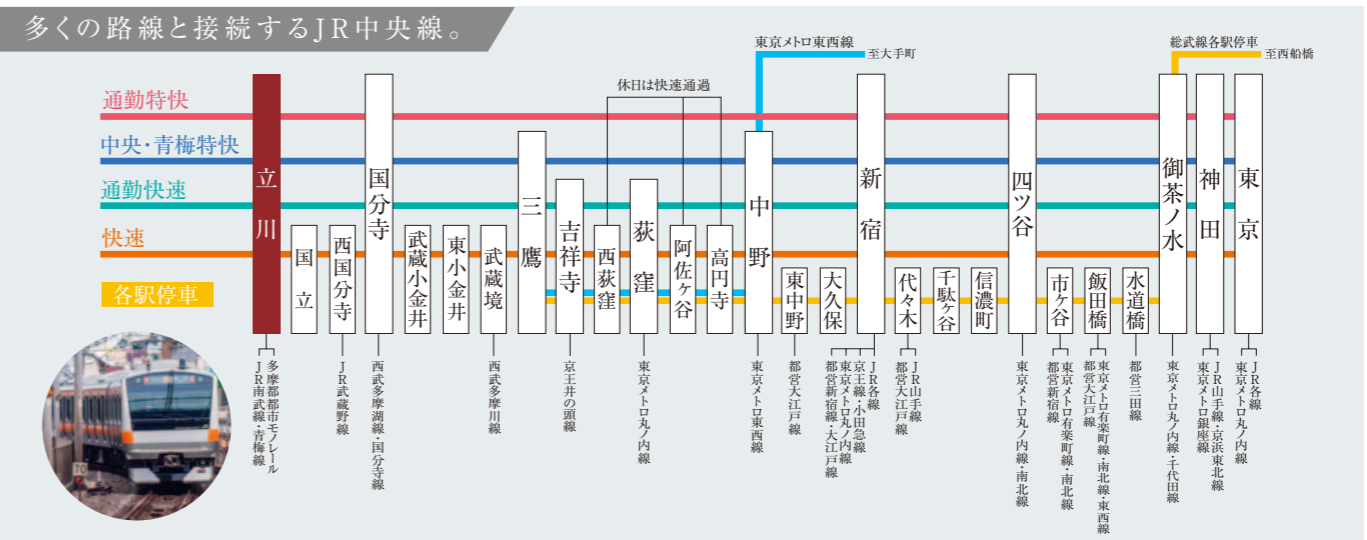 多くの路線と接続するJR中央線。
東京メトロ東西線
至大手町
総武線各駅停車
至西船橋
休日は快速通過
通勤特快
中央・青梅特快
通勤快速
快速
各駅停車
立川
国立
西国分寺
国分寺
武蔵小金井
東小金井
武蔵境
三鷹
吉祥寺
西荻窪
荻窪
阿佐ヶ谷
高円寺
中野
東中野
大久保
新宿
代々木
千駄ヶ谷
信濃町
四ツ谷
市ヶ谷
飯田橋
水道橋
御茶ノ水
神田
東京
多摩都都市モノレール
JR南武線・青梅線
JR武蔵野線
西武多摩湖線・国分寺線
西武多摩川線
京王井の頭線
東京メトロ丸ノ内線
東京メトロ東西線
都営大江戸線
JR各線
京王線・小田急線
東京メトロ丸ノ内線
都営新宿線・大江戸線
JR山手線
都営大江戸線
東京メトロ丸ノ内線・南北線
東京メトロ有楽町線・南北線
都営新宿線
東京メトロ有楽町線・南北線・東西線
都営大江戸線
都営三田線
東京メトロ丸ノ内線・千代田線
JR山手線・京浜東北線
東京メトロ銀座線
JR各線
東京メトロ丸ノ内線
70